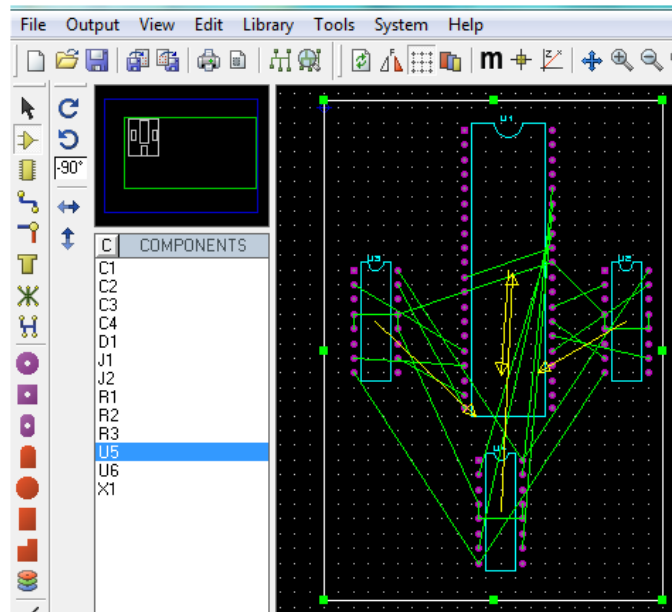 File Output View Edit Library Tools System Help
m
z x
-90°
C COMPONENTS
C1
C2
C3
C4
D1
J1
J2
R1
R2
R3
U5
U6
X1
U1